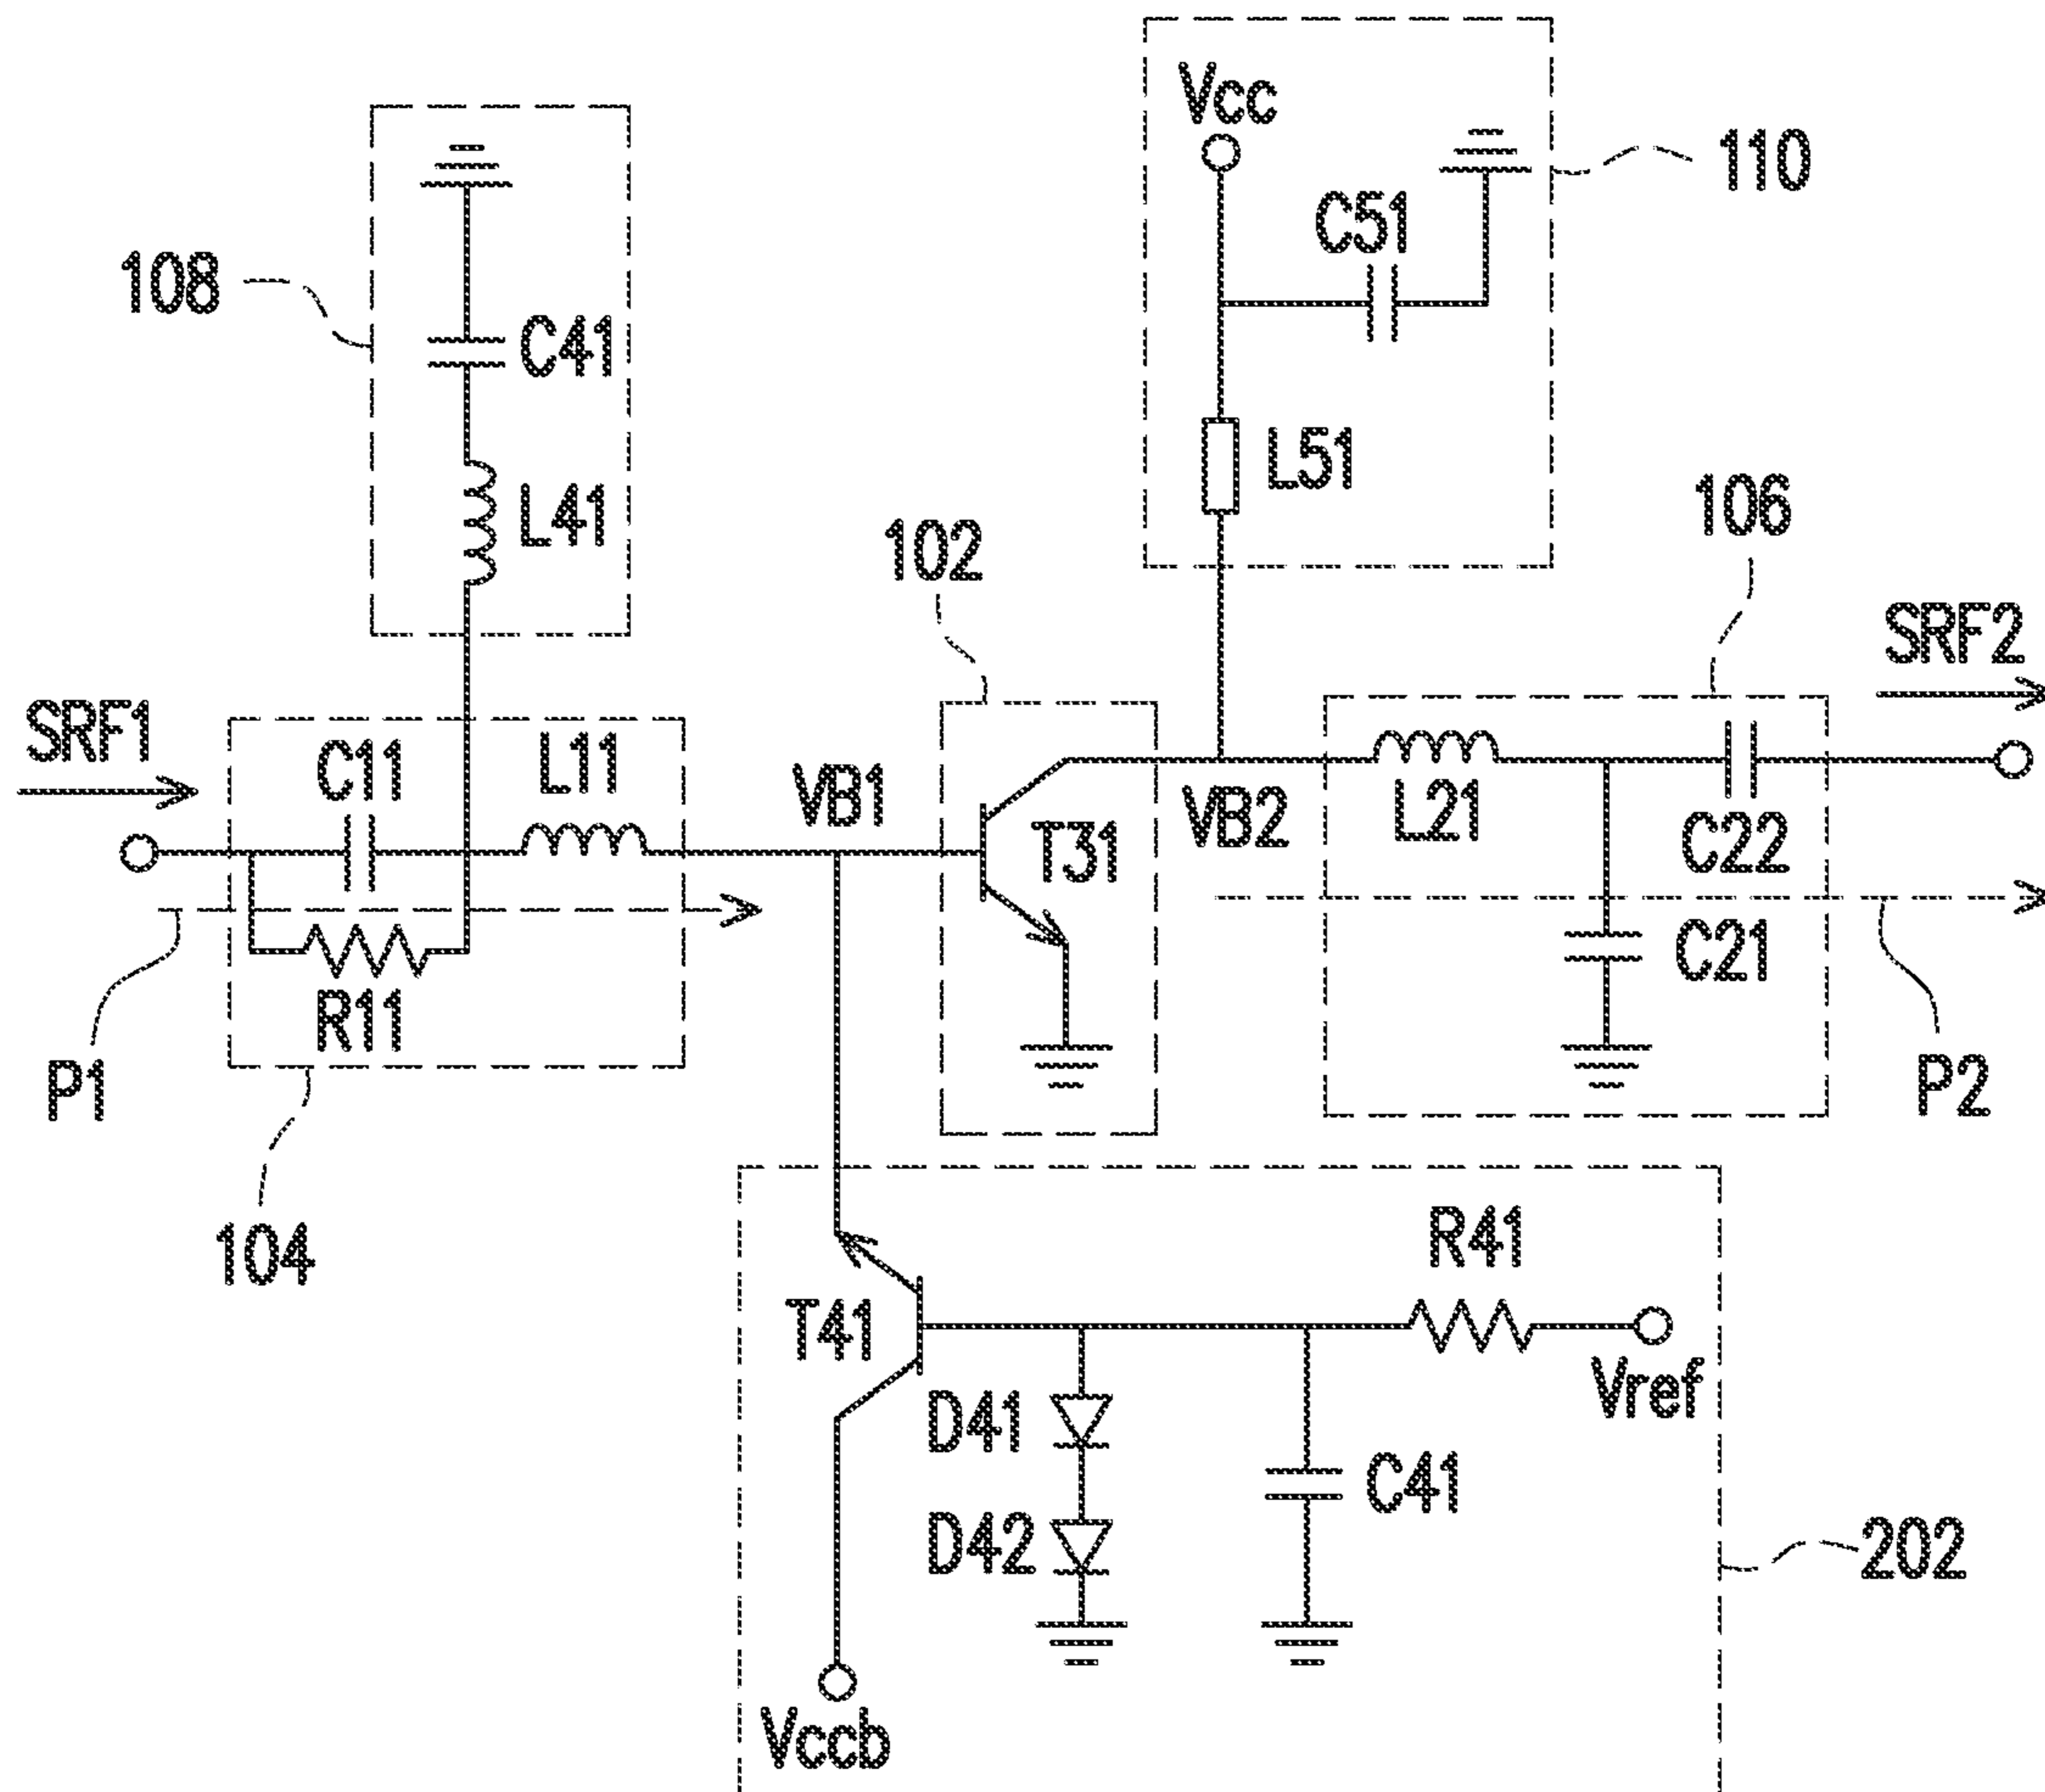 Vcc
110
C51
108
C41
L51
L41
106
102
SRF2
SRF1
C11
L11
VB1
VB2
L21
C22
T31
C21
R11
P1
P2
104
R41
T41
Vref
D41
C41
D42
202
Vccb